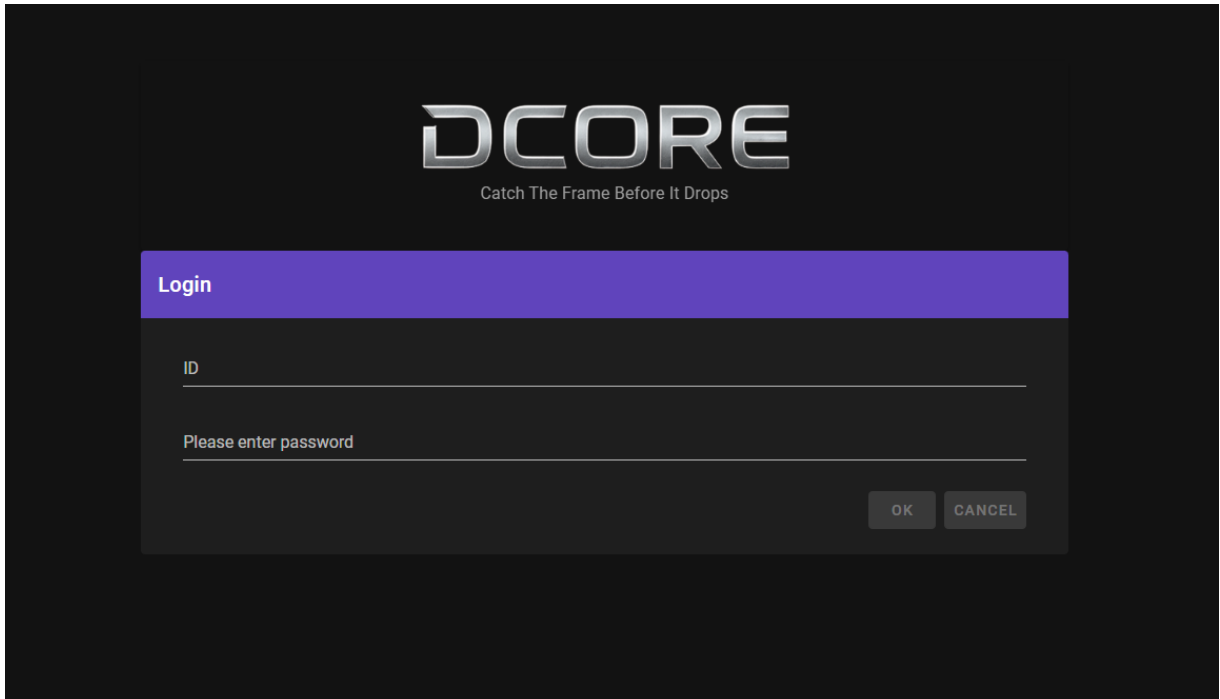 DCORE
Catch The Frame Before It Drops
Login
ID
Please enter password
OK CANCEL